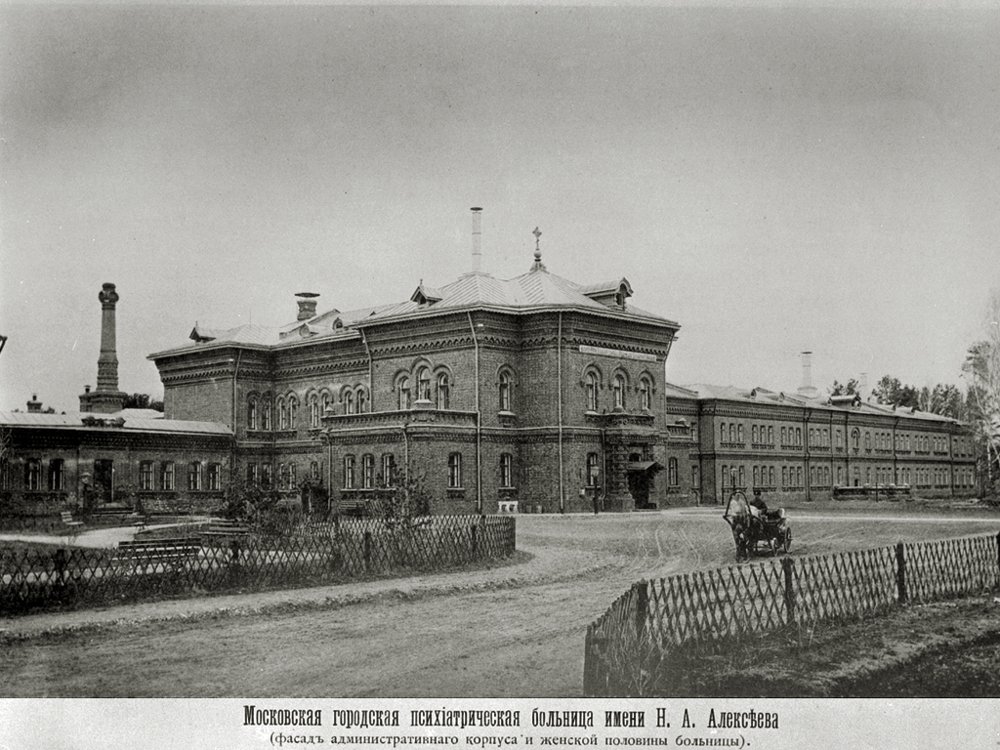 Московская городская психіатрическая больница имени Н. А. Алексѣева
(фасадъ административнаго корпуса и женской половины больницы).